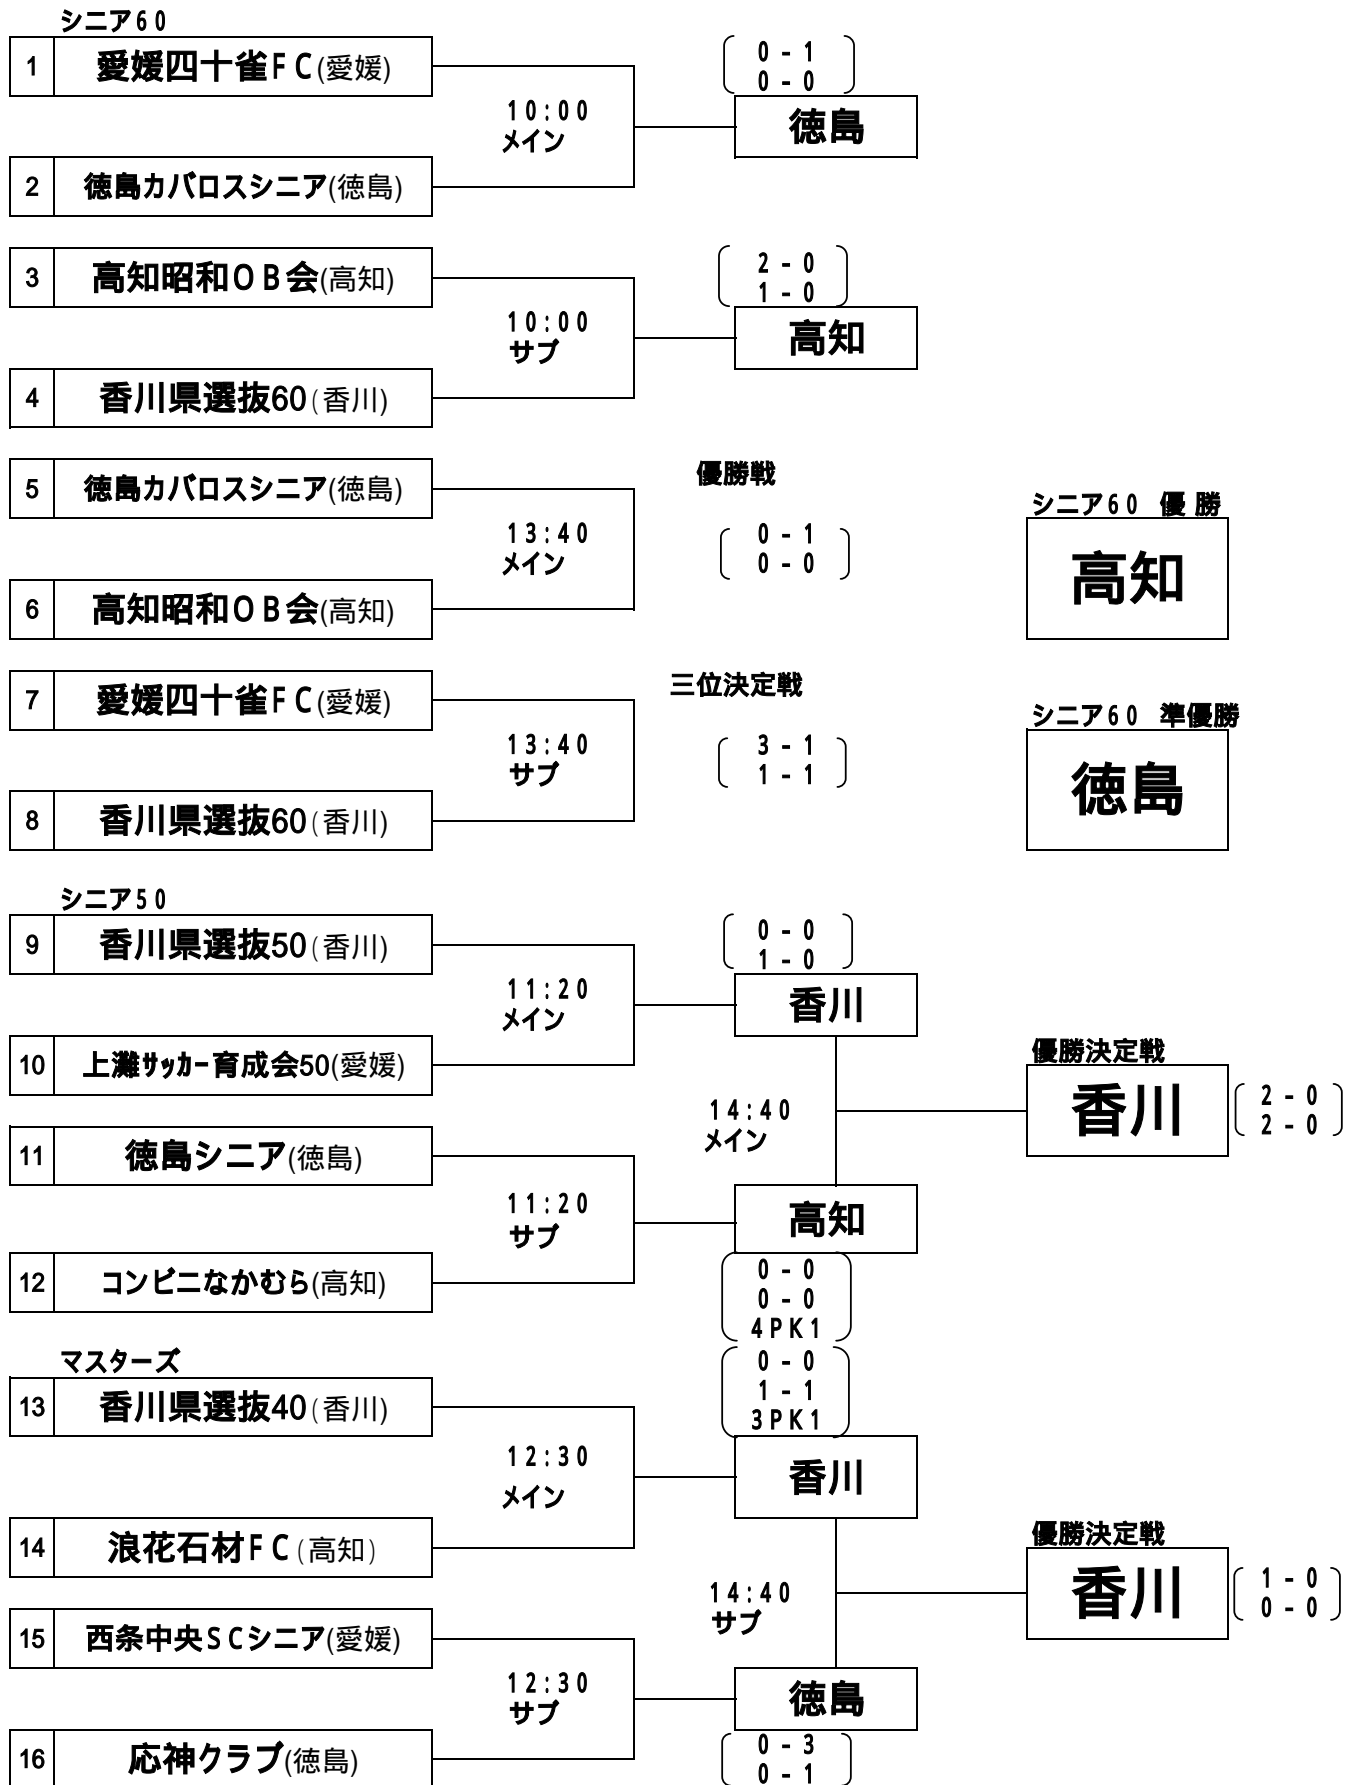 シニア60
1 愛媛四十雀FC(愛媛)
0 - 1
0 - 0
10:00
メイン
徳島
2 徳島カバロスシニア(徳島)
3 高知昭和OB会(高知)
2 - 0
1 - 0
10:00
サブ
高知
4 香川県選抜60(香川)
5 徳島カバロスシニア(徳島)
優勝戦
13:40
メイン
0 - 1
0 - 0
シニア60 優 勝
高知
6 高知昭和OB会(高知)
7 愛媛四十雀FC(愛媛)
三位決定戦
13:40
サブ
3 - 1
1 - 1
シニア60 準優勝
徳島
8 香川県選抜60(香川)
シニア50
9 香川県選抜50(香川)
0 - 0
1 - 0
11:20
メイン
香川
10 上灘サッカー育成会50(愛媛)
優勝決定戦
香川
2 - 0
2 - 0
14:40
メイン
11 徳島シニア(徳島)
11:20
サブ
高知
12 コンビニなかむら(高知)
0 - 0
0 - 0
4PK1
マスターズ
13 香川県選抜40(香川)
0 - 0
1 - 1
3PK1
12:30
メイン
香川
14 浪花石材FC(高知)
優勝決定戦
香川
1 - 0
0 - 0
14:40
サブ
15 西条中央SCシニア(愛媛)
12:30
サブ
徳島
16 応神クラブ(徳島)
0 - 3
0 - 1